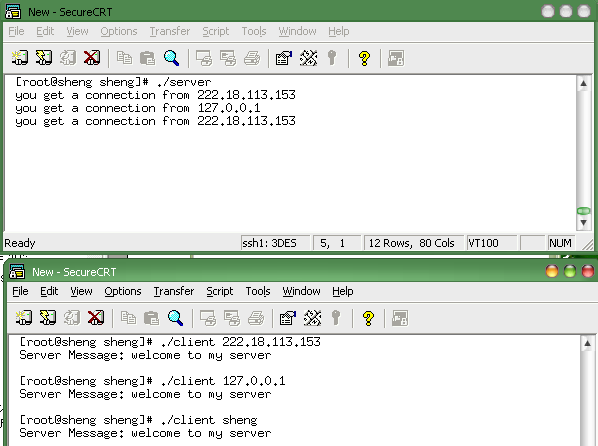 New - SecureCRT
File Edit View Options Transfer Script Tools Window Help
[root@sheng sheng]# ./server
you get a connection from 222.18.113.153
you get a connection from 127.0.0.1
you get a connection from 222.18.113.153
Ready ssh1: 3DES 5, 1 12 Rows, 80 Cols VT100 NUM
New - SecureCRT
File Edit View Options Transfer Script Tools Window Help
[root@sheng sheng]# ./client 222.18.113.153
Server Message: welcome to my server
[root@sheng sheng]# ./client 127.0.0.1
Server Message: welcome to my server
[root@sheng sheng]# ./client sheng
Server Message: welcome to my server